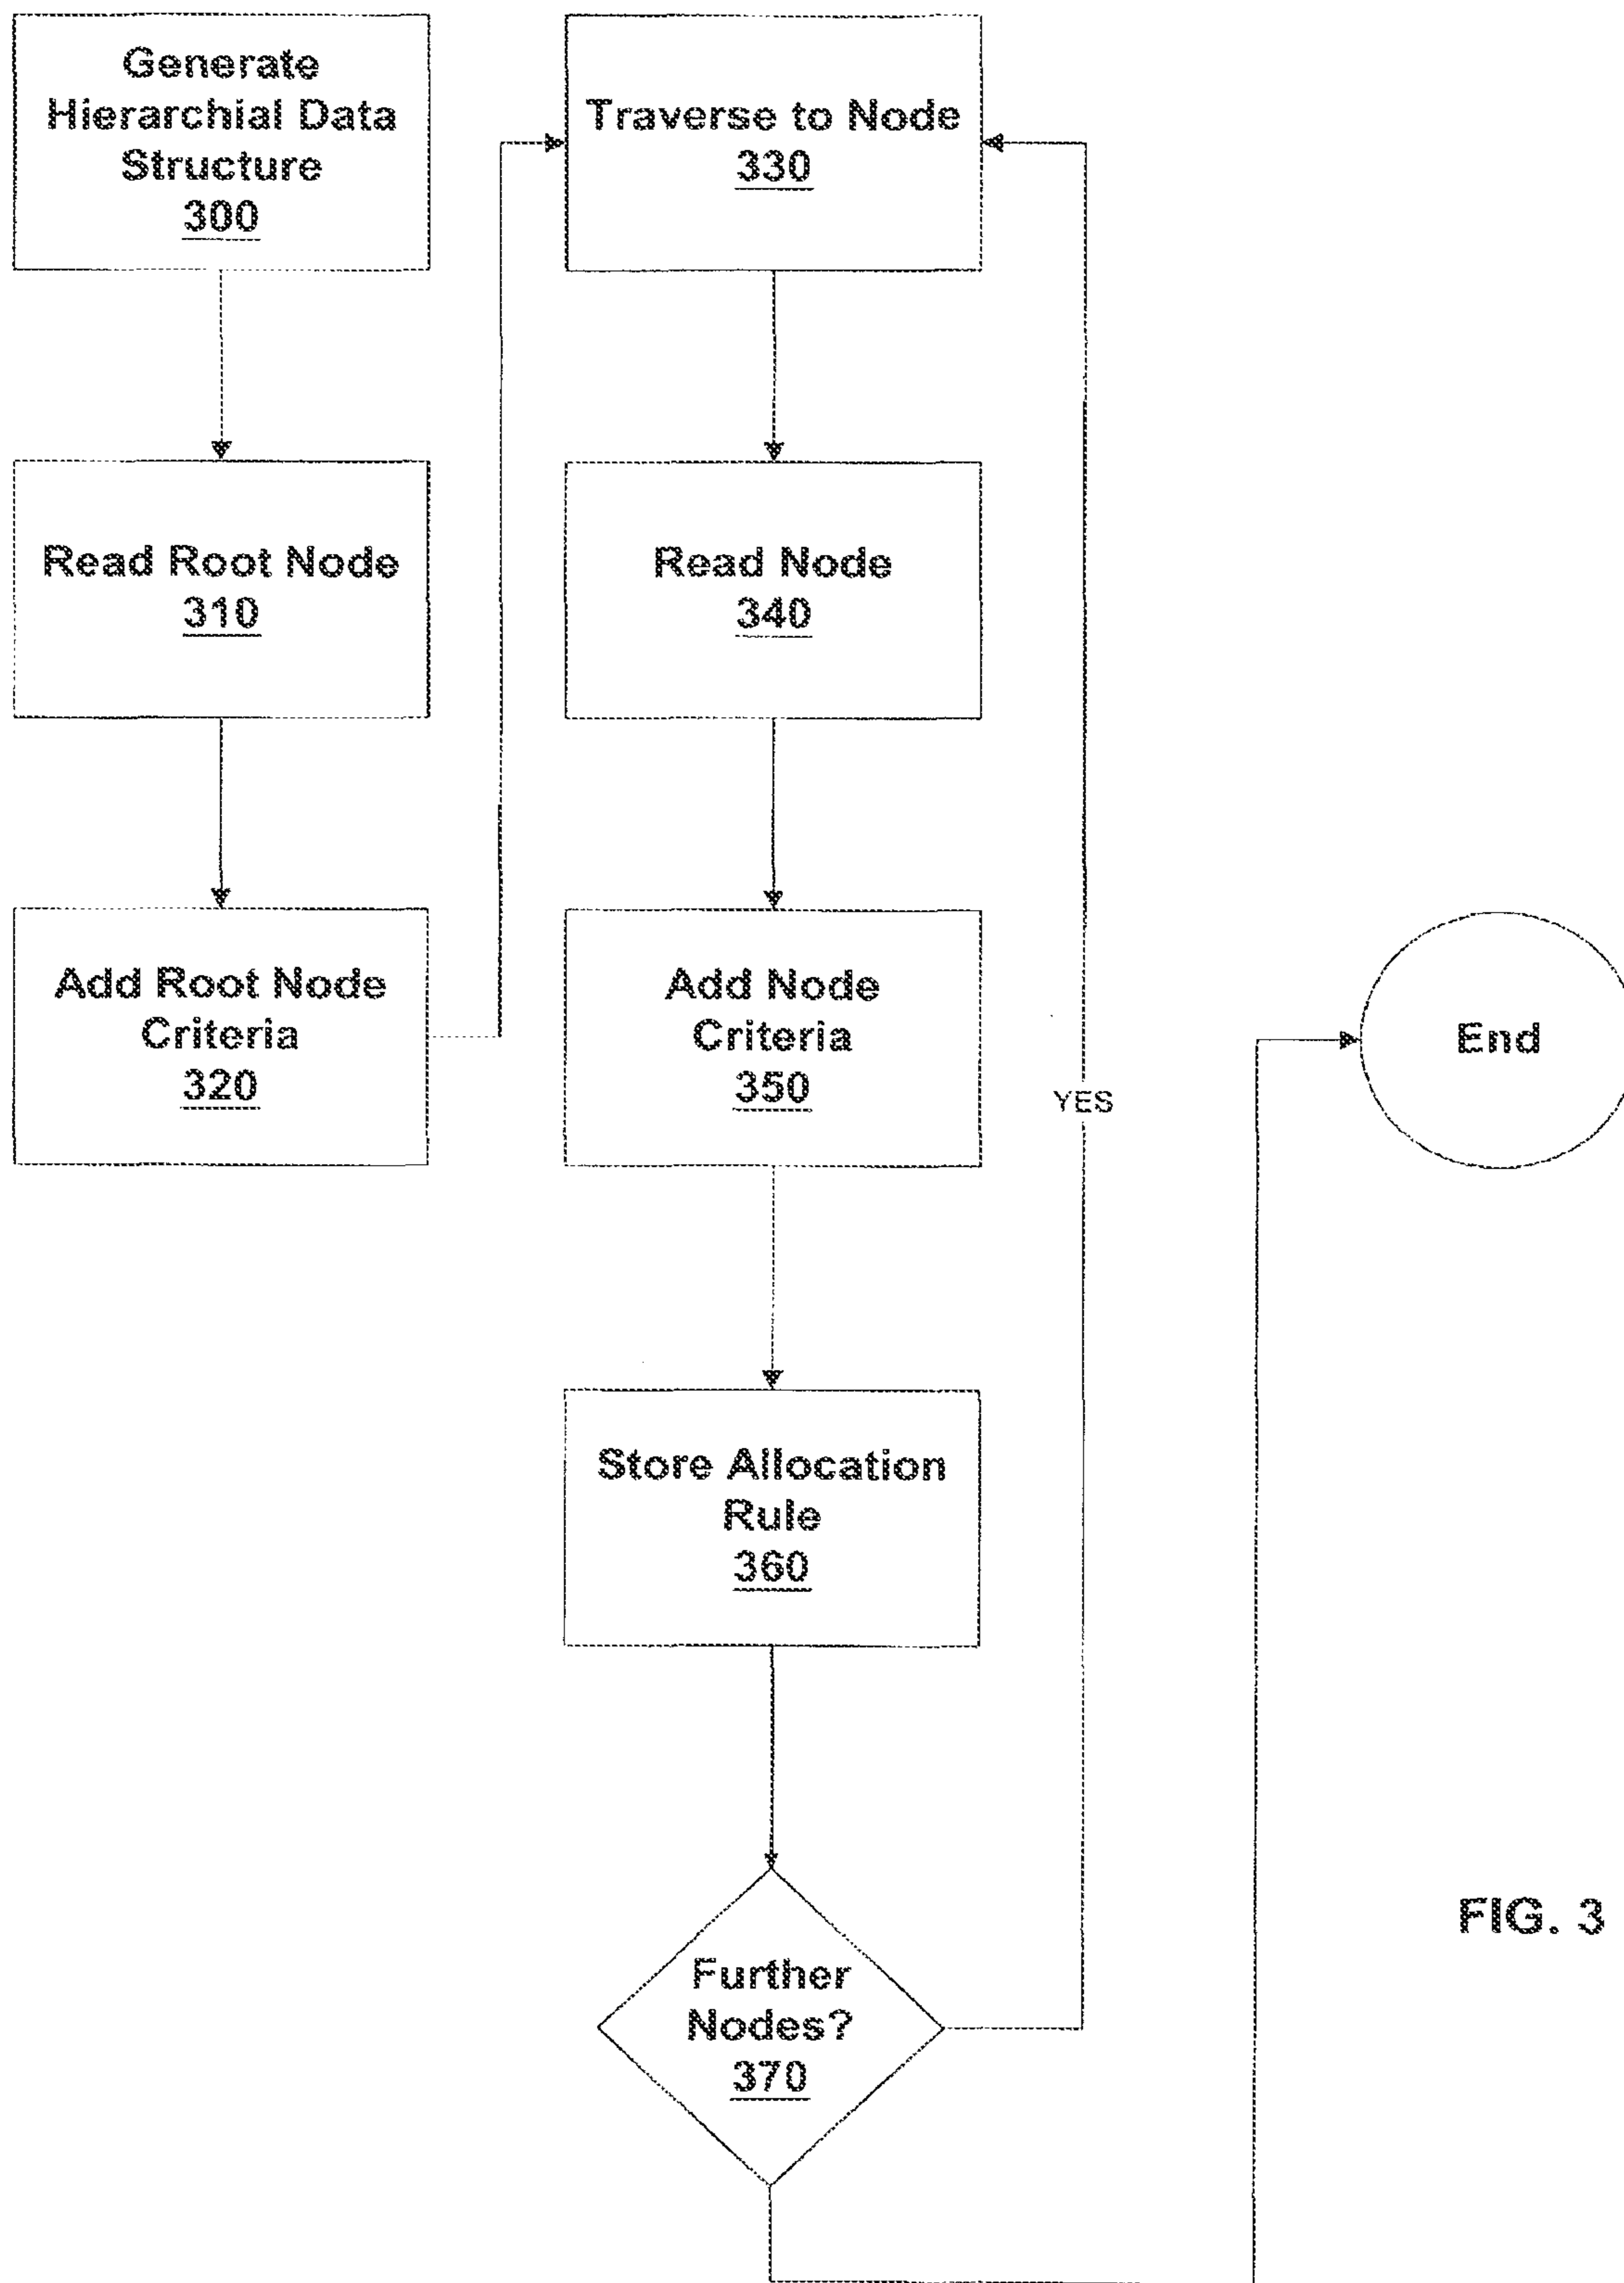 Generate
Hierarchial Data
Structure
300
Read Root Node
310
Add Root Node
Criteria
320
Traverse to Node
330
Read Node
340
Add Node
Criteria
350
Store Allocation
Rule
360
Further
Nodes?
370
YES
End
FIG. 3